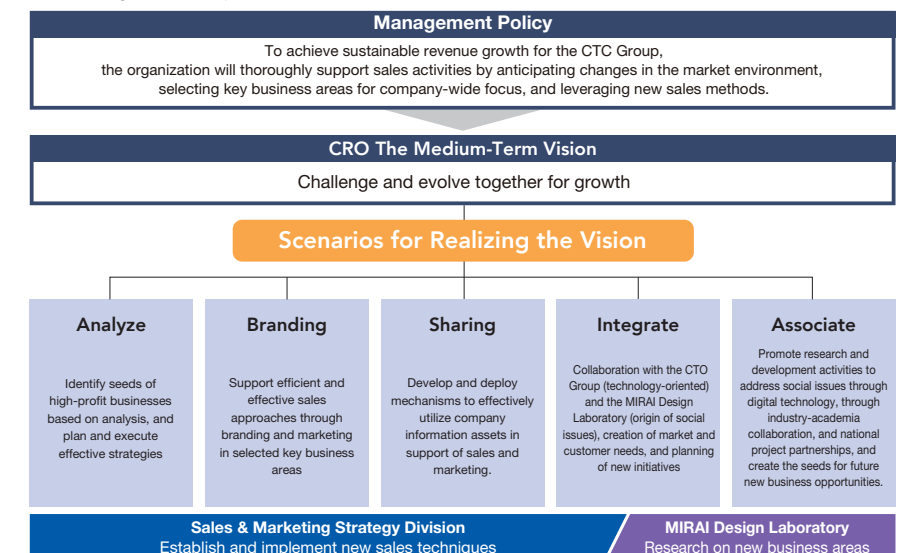 Management Policy
To achieve sustainable revenue growth for the CTC Group,
the organization will thoroughly support sales activities by anticipating changes in the market environment,
selecting key business areas for company-wide focus, and leveraging new sales methods.
CRO The Medium-Term Vision
Challenge and evolve together for growth
Scenarios for Realizing the Vision
Analyze
Identify seeds of
high-profit businesses
based on analysis, and
plan and execute
effective strategies
Branding
Support efficient and
effective sales
approaches through
branding and marketing
in selected key business
areas
Sharing
Develop and deploy
mechanisms to effectively
utilize company
information assets in
support of sales and
marketing.
Integrate
Collaboration with the CTO
Group (technology-oriented)
and the MIRAI Design
Laboratory (origin of social
issues), creation of market and
customer needs, and planning
of new initiatives
Associate
Promote research and
development activities to
address social issues through
digital technology, through
industry-academia
collaboration, and national
project partnerships, and
create the seeds for future
new business opportunities.
Sales & Marketing Strategy Division
Establish and implement new sales techniques
MIRAI Design Laboratory
Research on new business areas